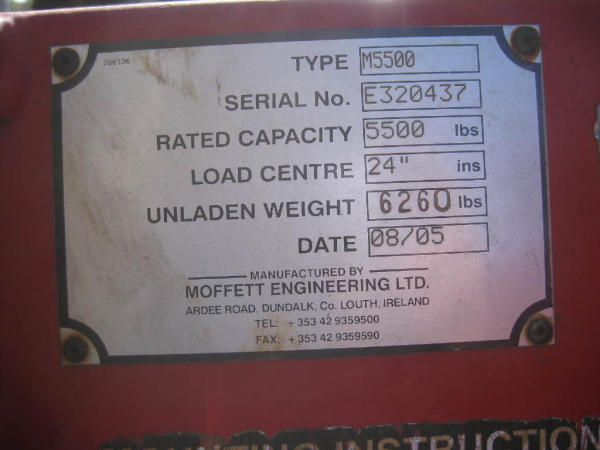 266136
TYPE M5500
SERIAL No. E320437
RATED CAPACITY 5500 lbs
LOAD CENTRE 24" ins
UNLADEN WEIGHT 6260 lbs
DATE 08/05
MANUFACTURED BY
MOFFETT ENGINEERING LTD.
ARDEE ROAD, DUNDALK, Co. LOUTH, IRELAND
TEL: +353 42 9359500
FAX: +353 42 9359590
MOUNTING INSTRUCTION